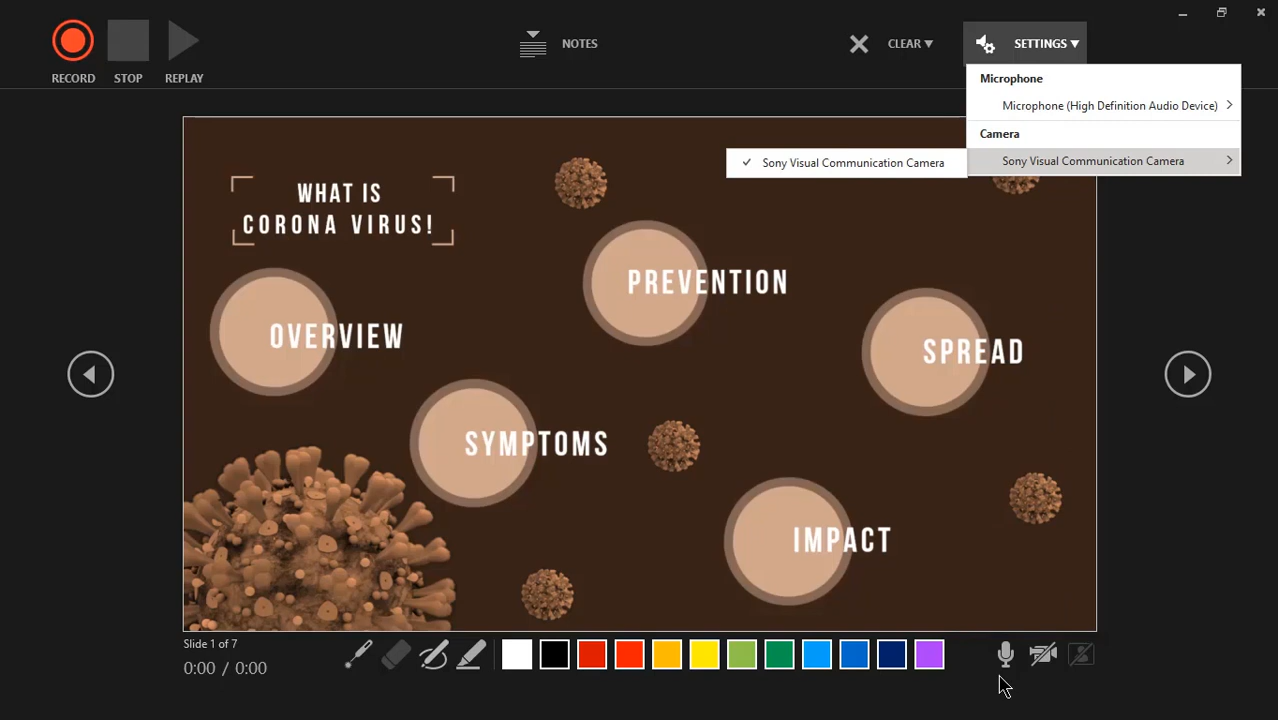 RECORD
STOP
REPLAY
NOTES
CLEAR
SETTINGS
Microphone
Microphone (High Definition Audio Device)
Camera
Sony Visual Communication Camera
Sony Visual Communication Camera
WHAT IS
CORONA VIRUS!
PREVENTION
OVERVIEW
SPREAD
SYMPTOMS
IMPACT
Slide 1 of 7
0:00 / 0:00